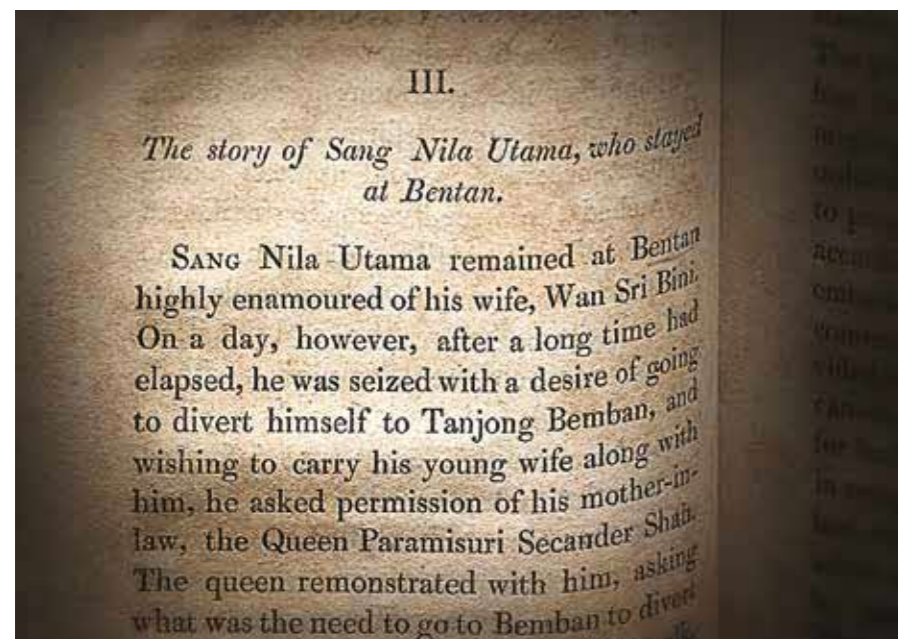 III.
The story of Sang Nila Utama, who stayed
at Bentan.
SANG Nila Utama remained at Bentan
highly enamoured of his wife, Wan Sri Bini.
On a day, however, after a long time had
elapsed, he was seized with a desire of going
to divert himself to Tanjong Bemban, and
wishing to carry his young wife along with
him, he asked permission of his mother-in-
law, the Queen Paramisuri Secander Shah.
The queen remonstrated with him, asking
what was the need to go to Bemban to divert